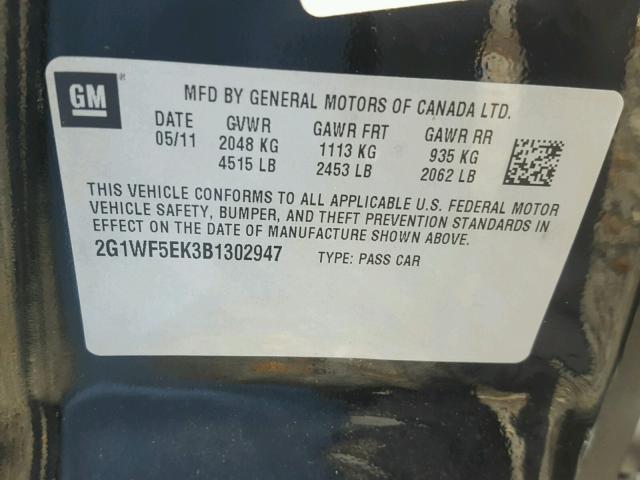 GM
MFD BY GENERAL MOTORS OF CANADA LTD.
DATE GVWR GAWR FRT GAWR RR
05/11 2048 KG 1113 KG 935 KG
4515 LB 2453 LB 2062 LB
THIS VEHICLE CONFORMS TO ALL APPLICABLE U.S. FEDERAL MOTOR
VEHICLE SAFETY, BUMPER, AND THEFT PREVENTION STANDARDS IN
EFFECT ON THE DATE OF MANUFACTURE SHOWN ABOVE.
2G1WF5EK3B1302947 TYPE: PASS CAR